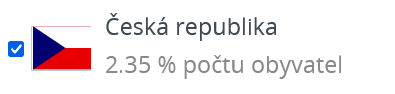 Česká republika
2.35 % počtu obyvatel